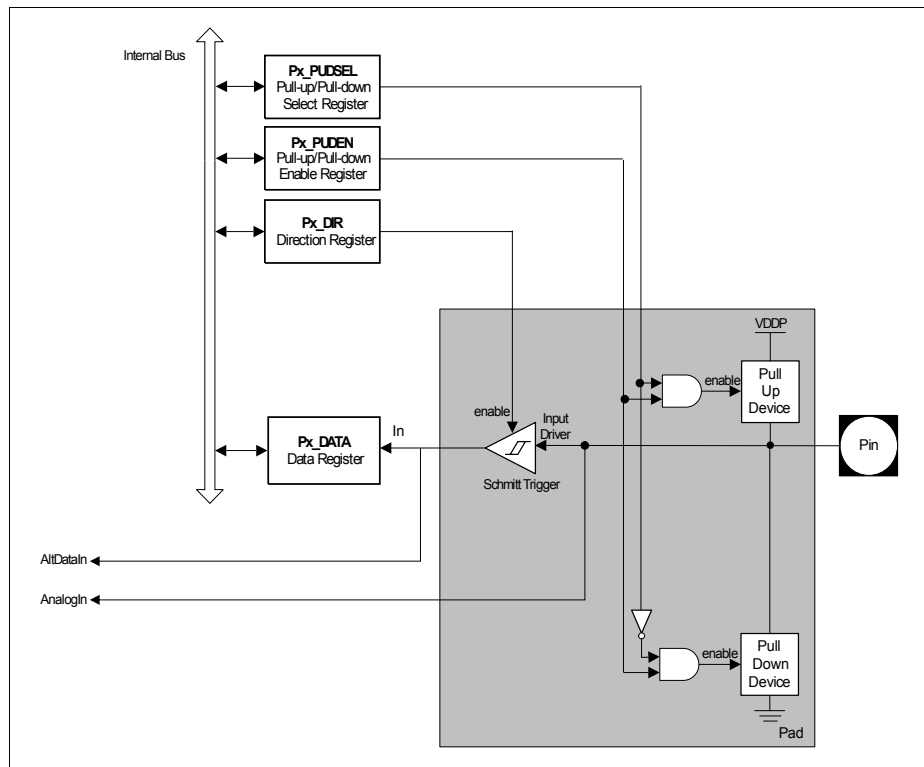 Internal Bus
Px_PUDSEL
Pull-up/Pull-down
Select Register
Px_PUDEN
Pull-up/Pull-down
Enable Register
Px_DIR
Direction Register
VDDP
Pull
Up
Device
enable
enable
Input
Driver
In
Px_DATA
Data Register
Schmitt Trigger
Pin
AltDataIn
AnalogIn
enable
Pull
Down
Device
Pad